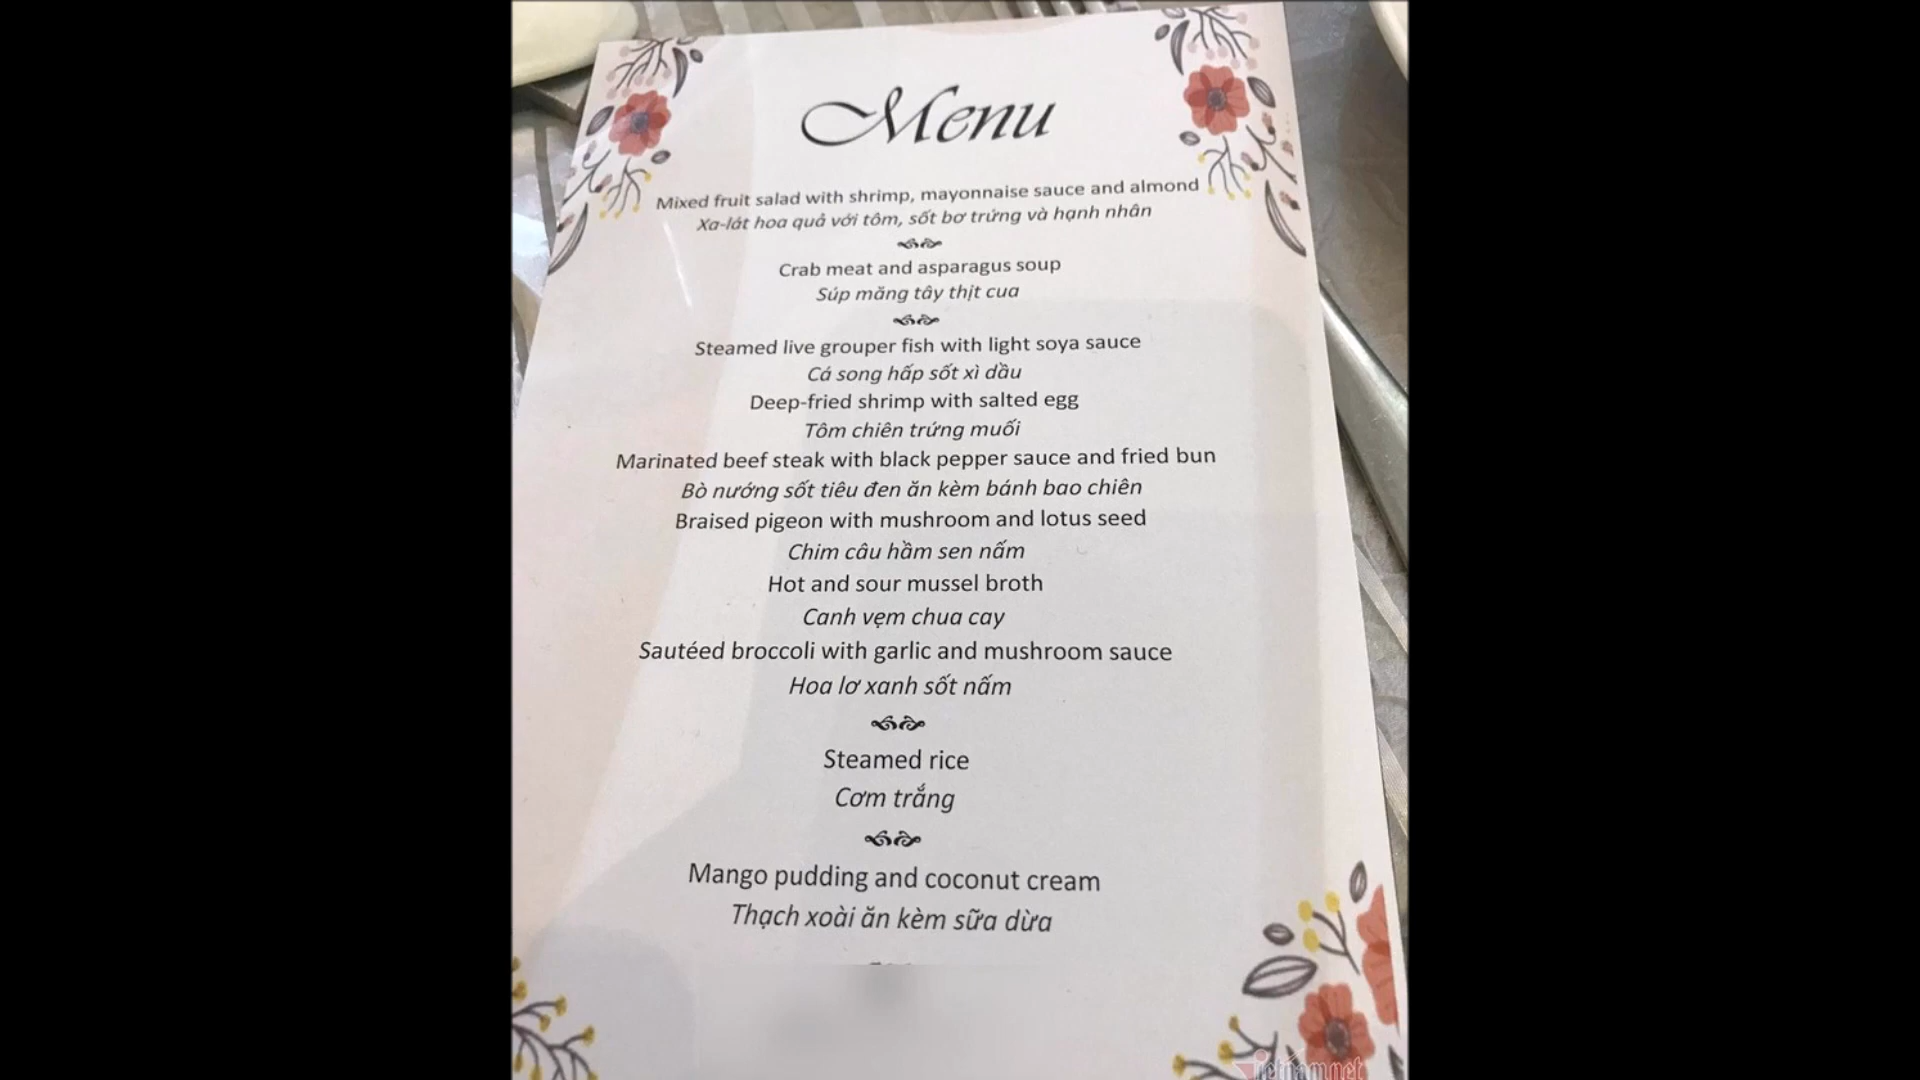 Menu
Mixed fruit salad with shrimp, mayonnaise sauce and almond
Xa-lát hoa quả với tôm, sốt bơ trứng và hạnh nhân
Crab meat and asparagus soup
Súp măng tây thịt cua
Steamed live grouper fish with light soya sauce
Cá song hấp sốt xì dầu
Deep-fried shrimp with salted egg
Tôm chiên trứng muối
Marinated beef steak with black pepper sauce and fried bun
Bò nướng sốt tiêu đen ăn kèm bánh bao chiên
Braised pigeon with mushroom and lotus seed
Chim câu hầm sen nấm
Hot and sour mussel broth
Canh vẹm chua cay
Sautéed broccoli with garlic and mushroom sauce
Hoa lơ xanh sốt nấm
Steamed rice
Cơm trắng
Mango pudding and coconut cream
Thạch xoài ăn kèm sữa dừa
vietnamnet